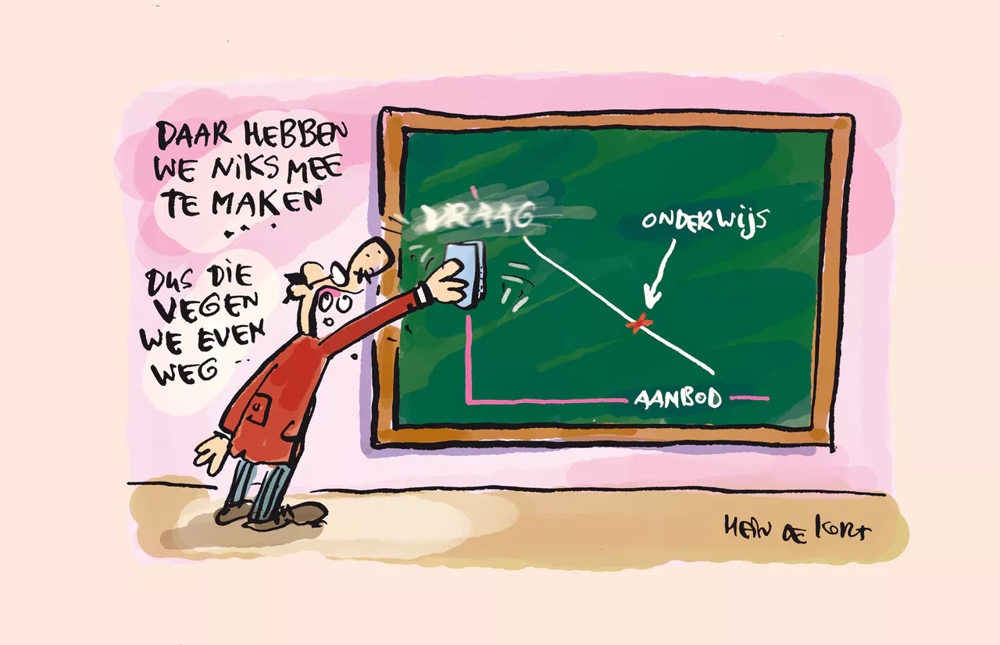 DAAR HEBBEN
WE NIKS MEE
TE MAKEN
...
DUS DIE
VEGEN
WE EVEN
WEG ..
VRAAG
ONDERWIJS
AANBOD
HEIN DE KORT